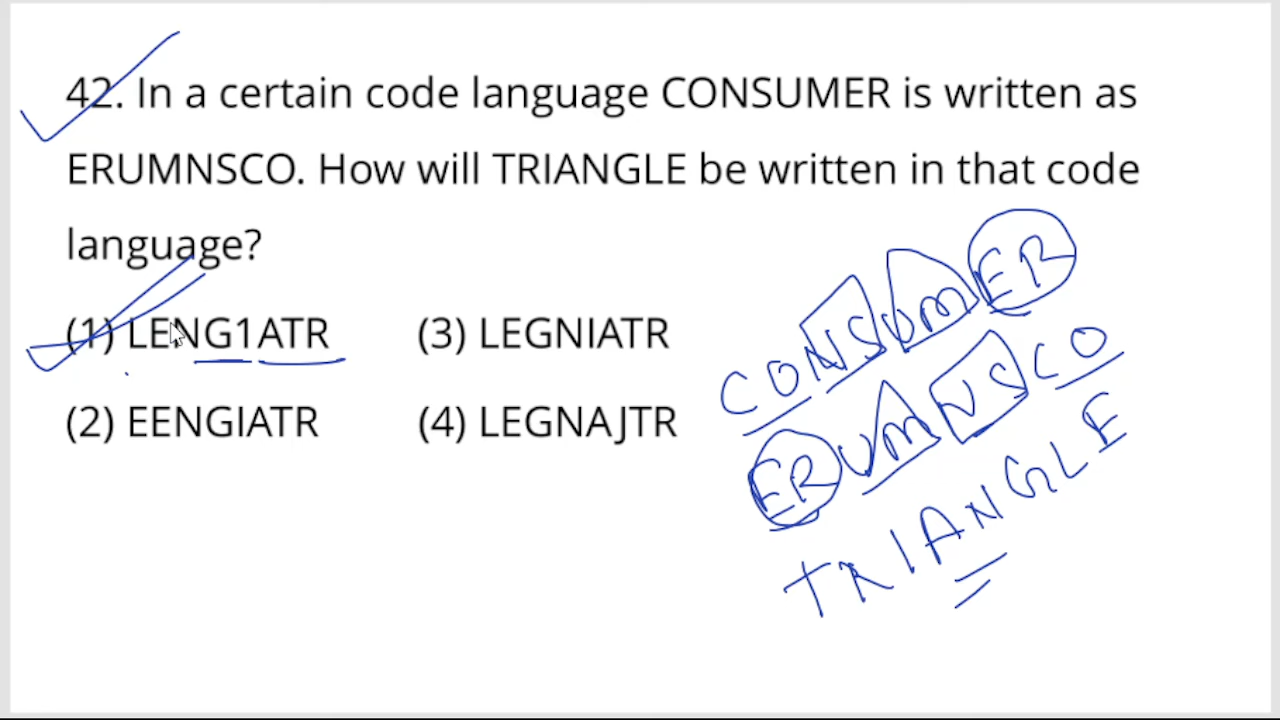 42. In a certain code language CONSUMER is written as
ERUMNSCO. How will TRIANGLE be written in that code
language?
(1) LENG1ATR (3) LEGNIATR
(2) EENGIATR (4) LEGNAJTR
CONSUMER
ERUMNSCO
TRIANGLE